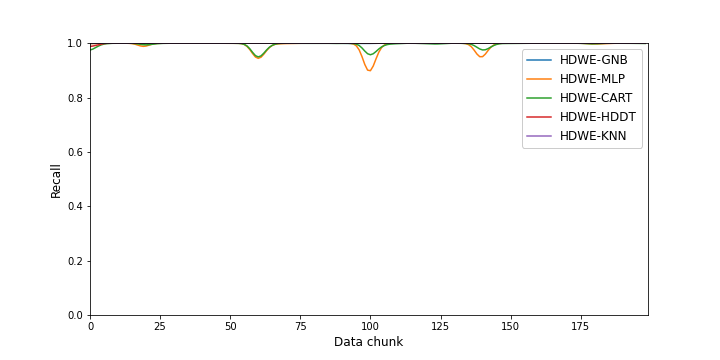 1.0
0.8
0.6
0.4
0.2
0.0
Recall
0 25 50 75 100 125 150 175
Data chunk
HDWE-GNB
HDWE-MLP
HDWE-CART
HDWE-HDDT
HDWE-KNN